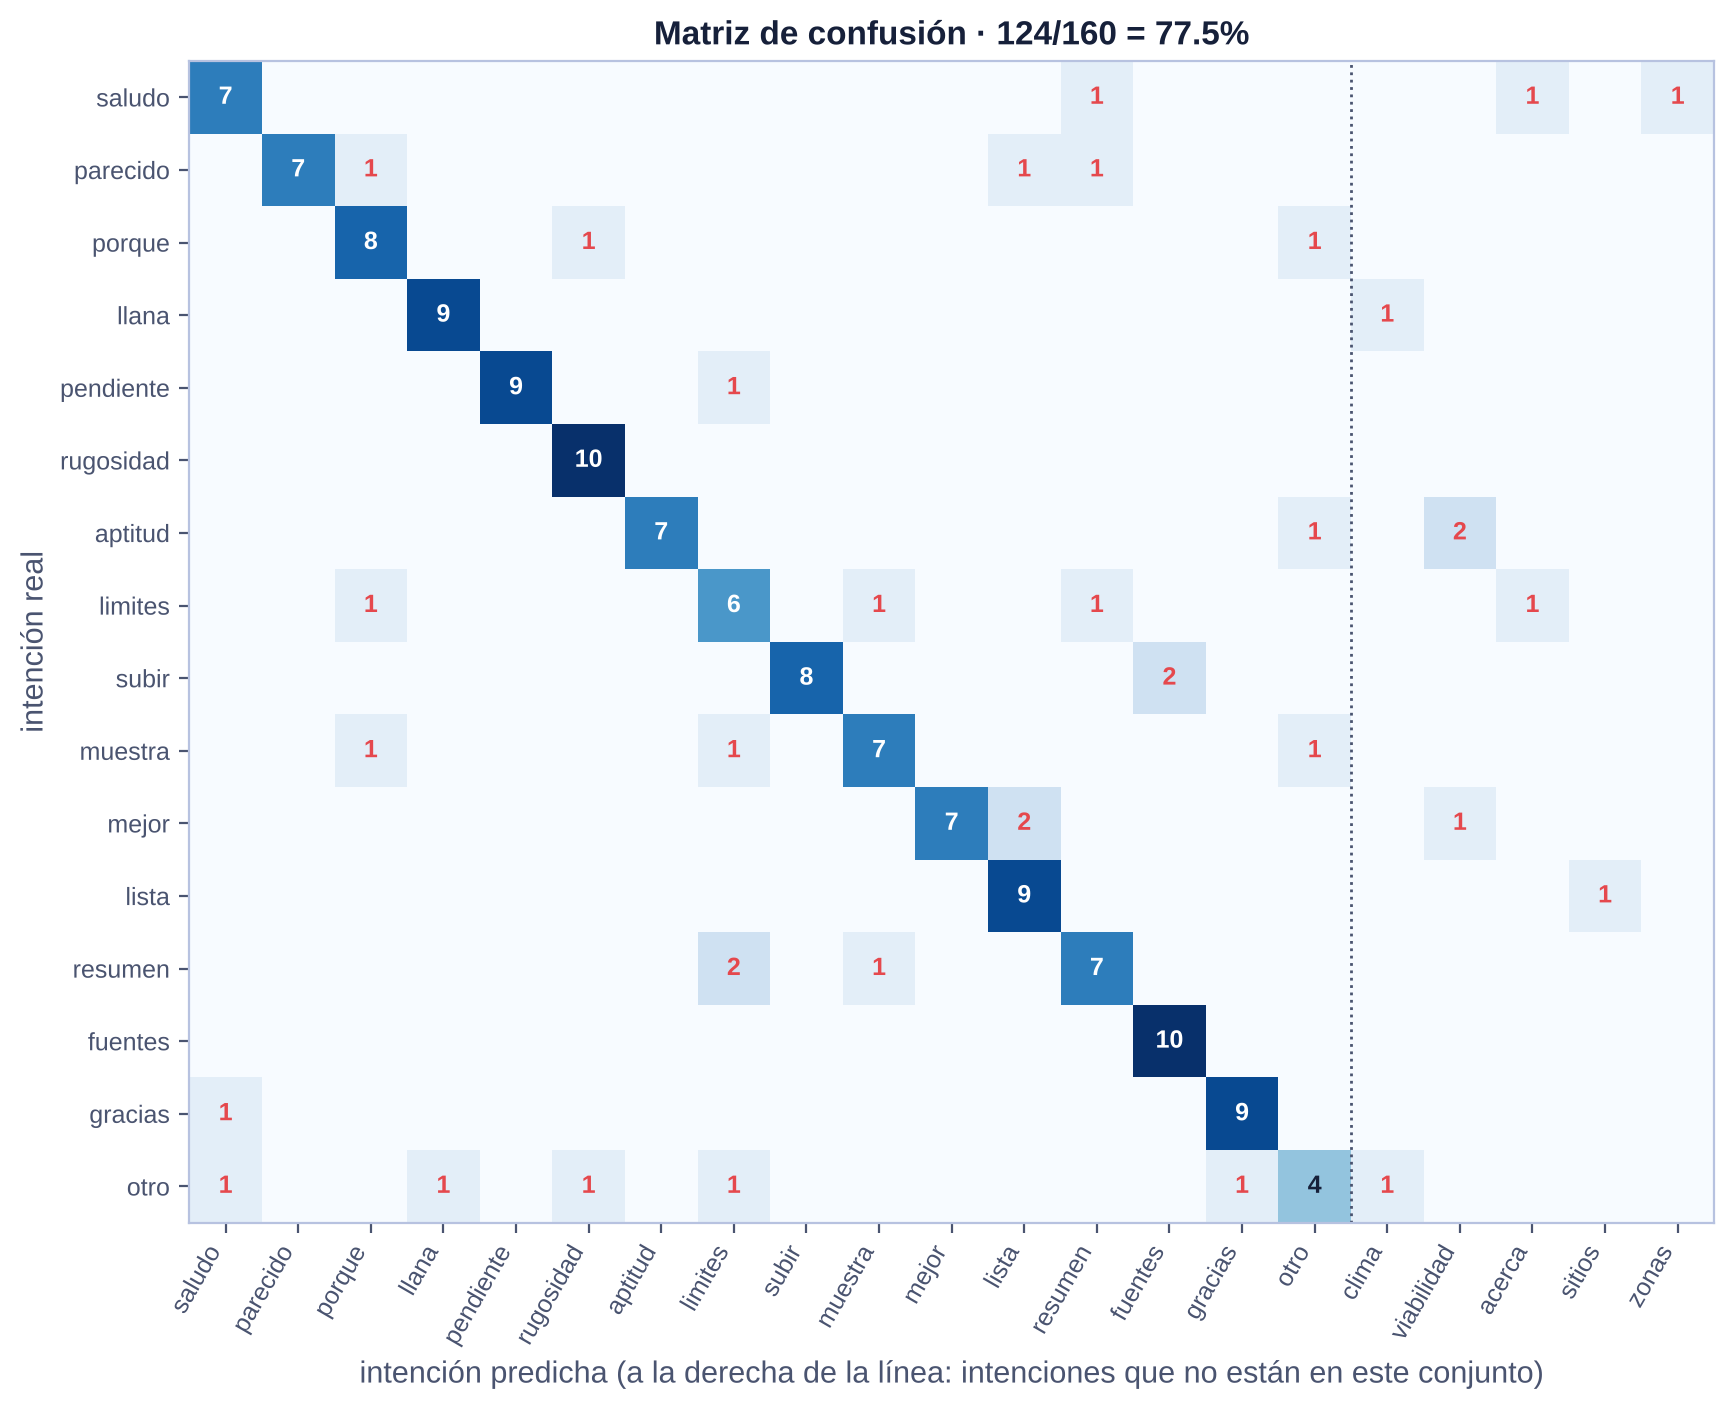 Matriz de confusión · 124/160 = 77.5%
saludo 7 1 1 1
parecido 7 1 1 1
porque 8 1 1
llana 9 1
pendiente 9 1
rugosidad 10
aptitud 7 1 2
limites 1 6 1 1 1
subir 8 2
muestra 1 1 7 1
mejor 7 2 1
lista 9 1
resumen 2 1 7
fuentes 10
gracias 1 9
otro 1 1 1 1 1 4 1
intención real
saludo parecido porque llana pendiente rugosidad aptitud limites subir muestra mejor lista resumen fuentes gracias otro clima viabilidad acerca sitios zonas
intención predicha (a la derecha de la línea: intenciones que no están en este conjunto)